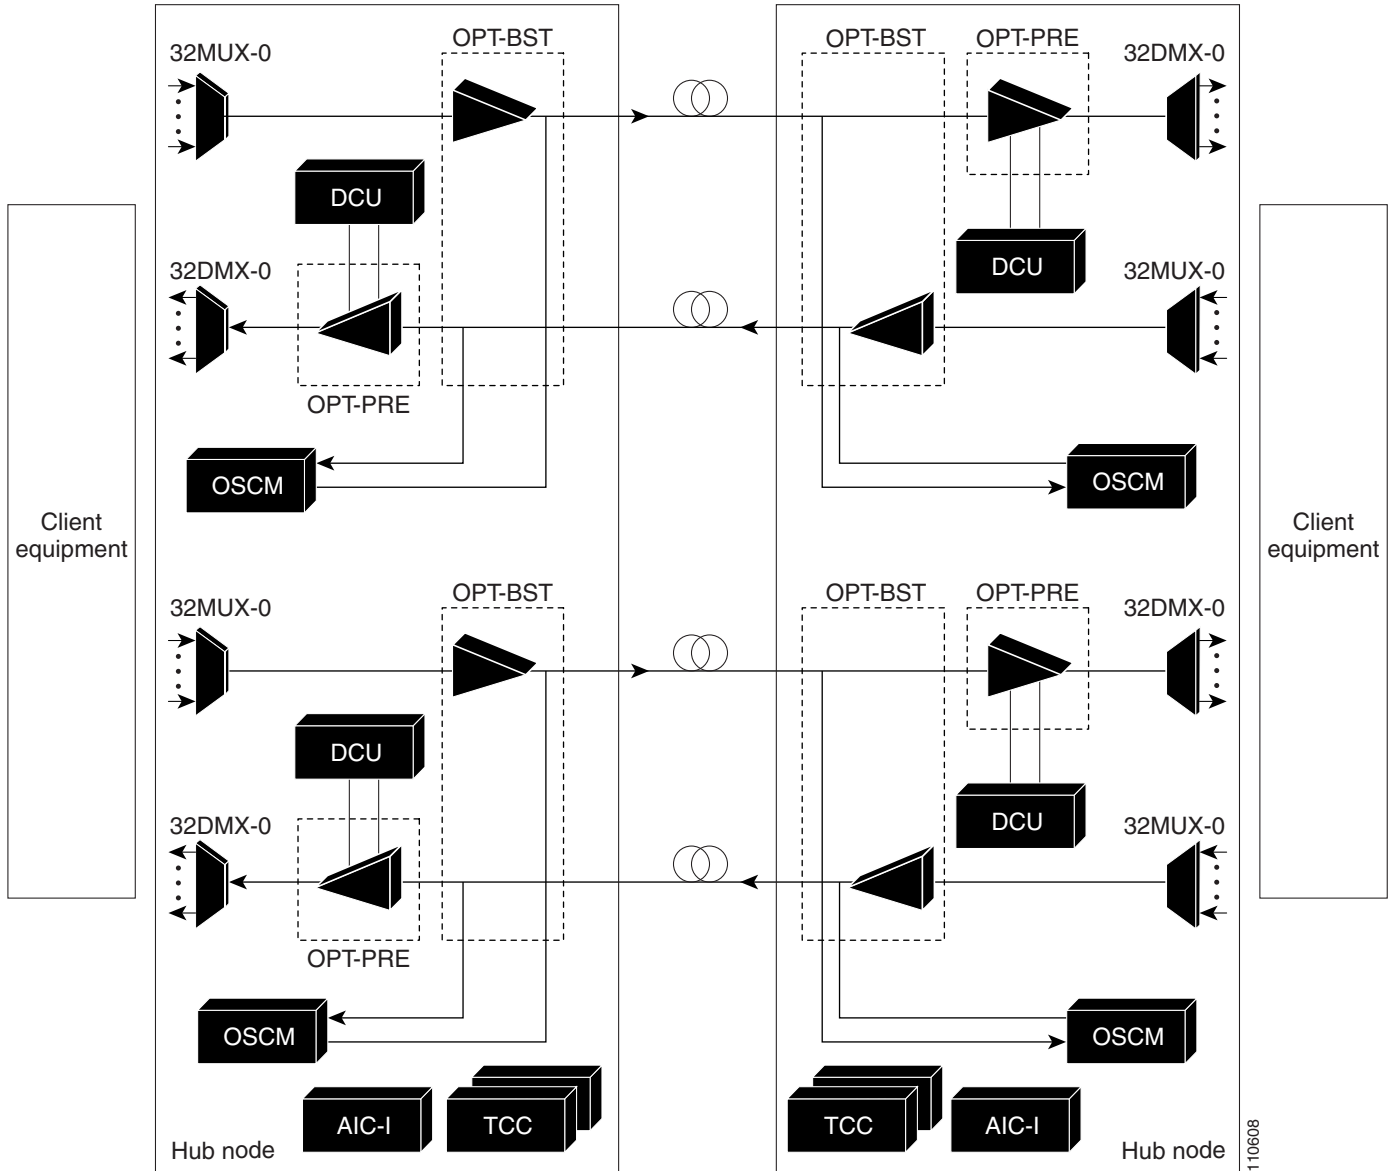 OPT-BST
OPT-BST
OPT-PRE
32MUX-0
32DMX-0
DCU
DCU
32DMX-0
32MUX-0
OPT-PRE
OSCM
OSCM
Client
equipment
Client
equipment
OPT-BST
OPT-BST
OPT-PRE
32MUX-0
32DMX-0
DCU
DCU
32DMX-0
32MUX-0
OPT-PRE
OSCM
OSCM
AIC-I
TCC
TCC
AIC-I
Hub node
Hub node
110608